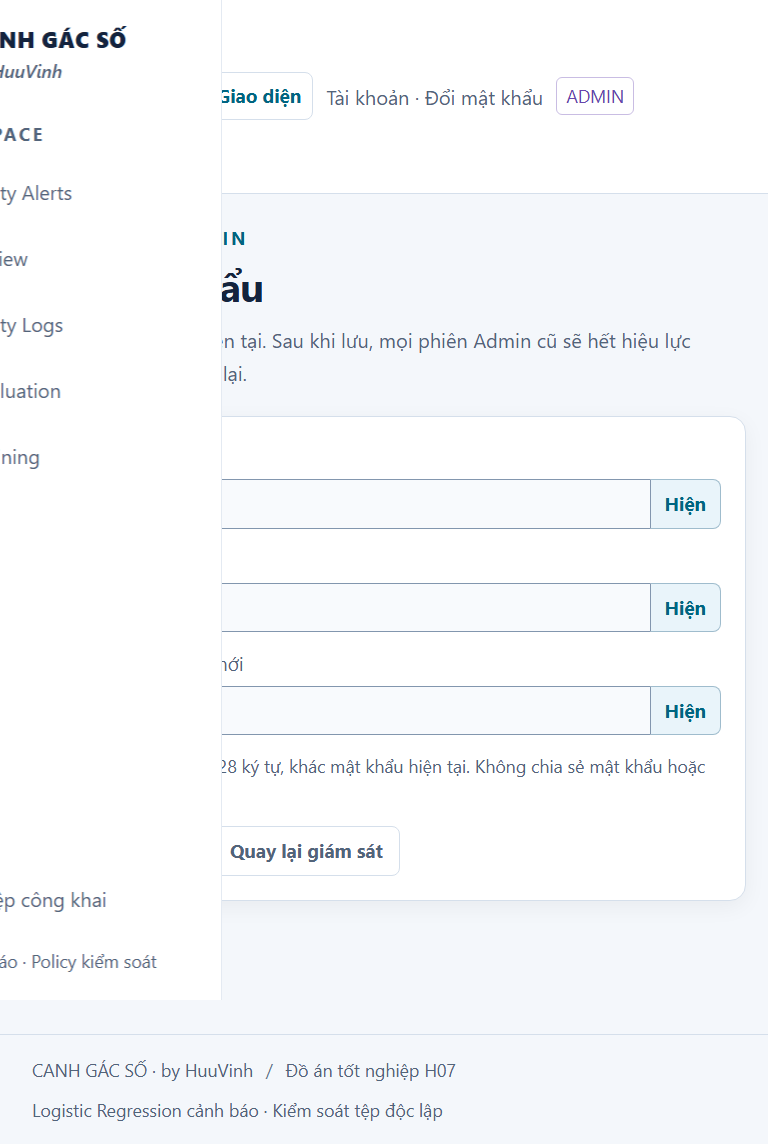 NH GÁC SỐ
HuuVinh
PACE
ty Alerts
iew
ty Logs
luation
ning
ệp công khai
áo · Policy kiểm soát
Giao diện
Tài khoản · Đổi mật khẩu
ADMIN
IN
ẩu
ện tại. Sau khi lưu, mọi phiên Admin cũ sẽ hết hiệu lực
lại.
Hiện
Hiện
mới
Hiện
28 ký tự, khác mật khẩu hiện tại. Không chia sẻ mật khẩu hoặc
Quay lại giám sát
CANH GÁC SỐ · by HuuVinh / Đồ án tốt nghiệp H07
Logistic Regression cảnh báo · Kiểm soát tệp độc lập